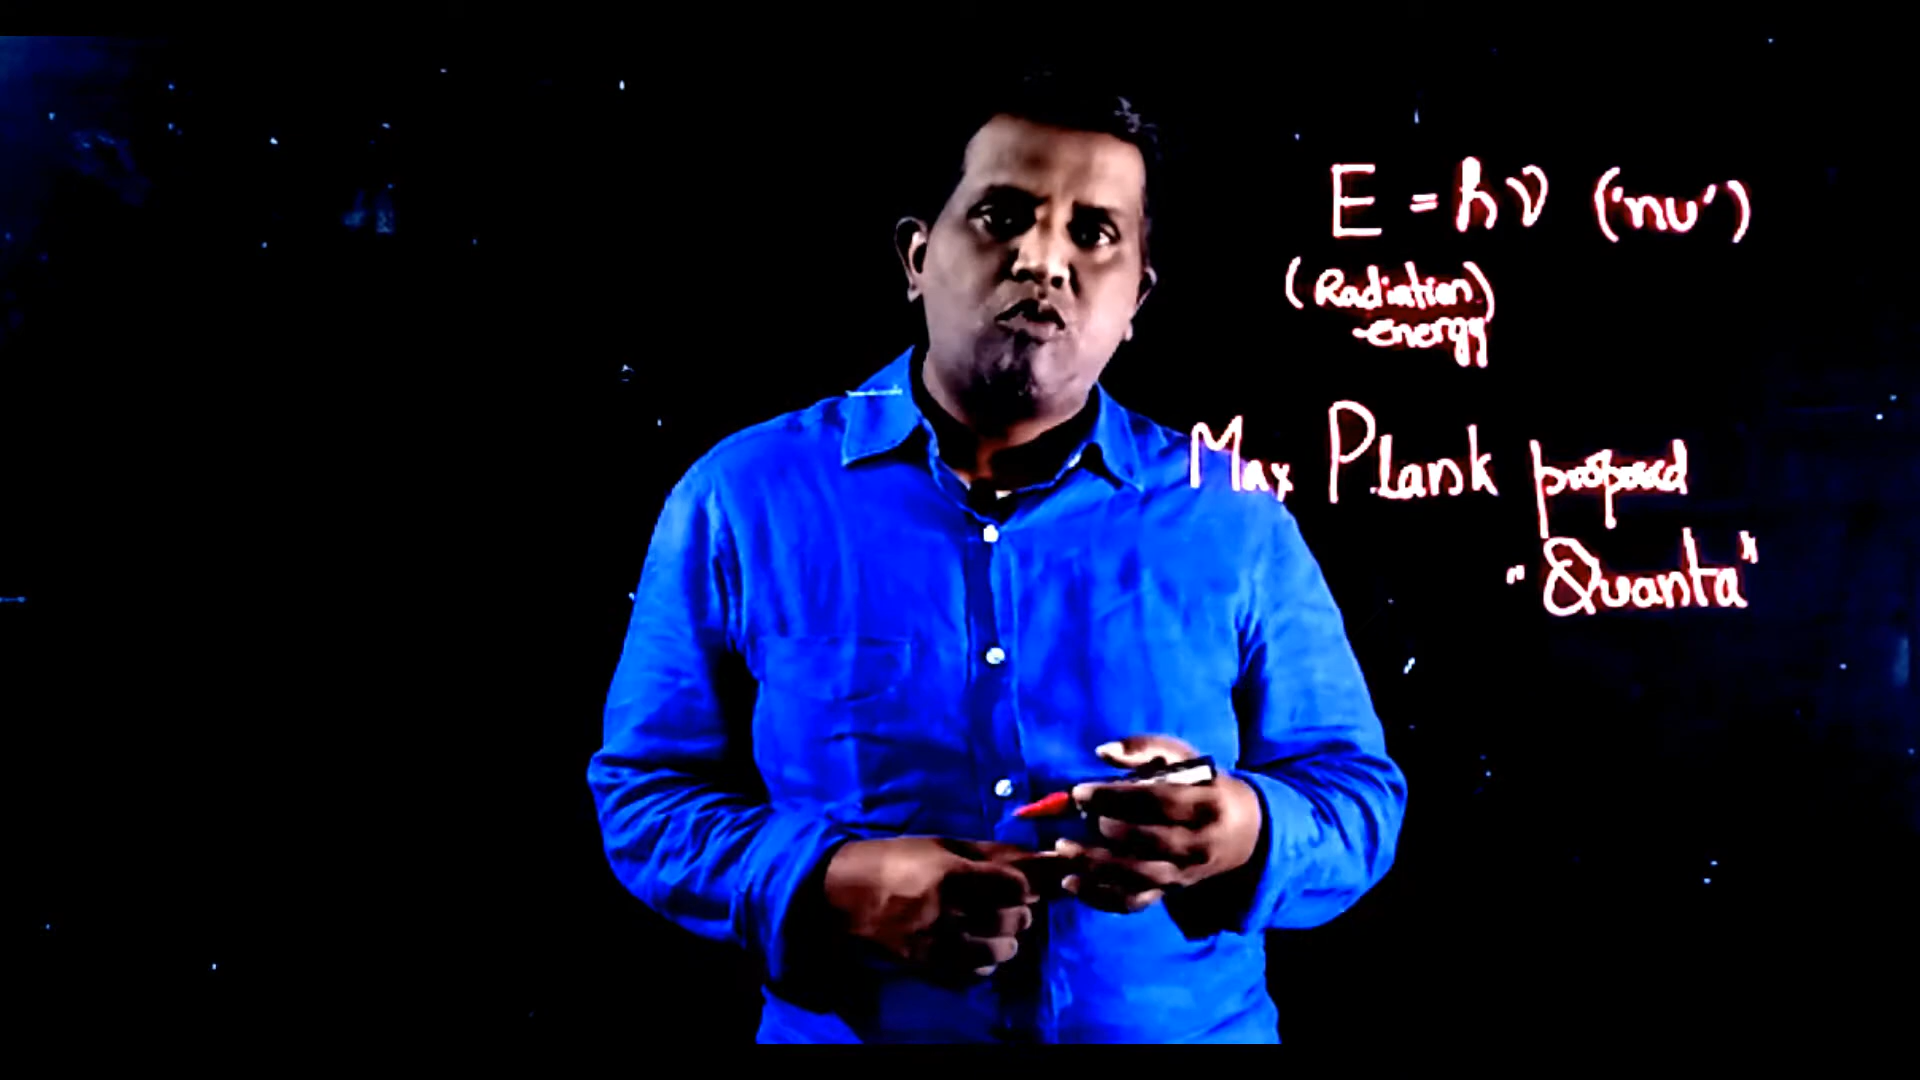 E = hν ('nu')
(Radiation)
energy
Max Plank proposed
"Quanta"